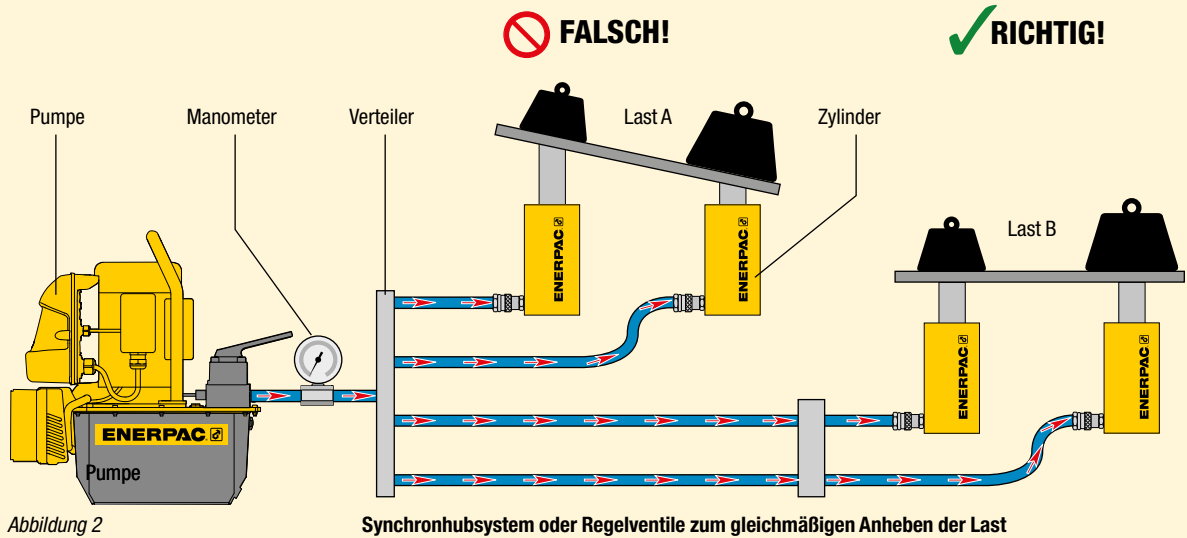 FALSCH!
RICHTIG!
Pumpe
Manometer
Verteiler
Last A
Zylinder
ENERPAC
ENERPAC
Last B
ENERPAC
ENERPAC
ENERPAC
Pumpe
Abbildung 2
Synchronhubsystem oder Regelventile zum gleichmäßigen Anheben der Last